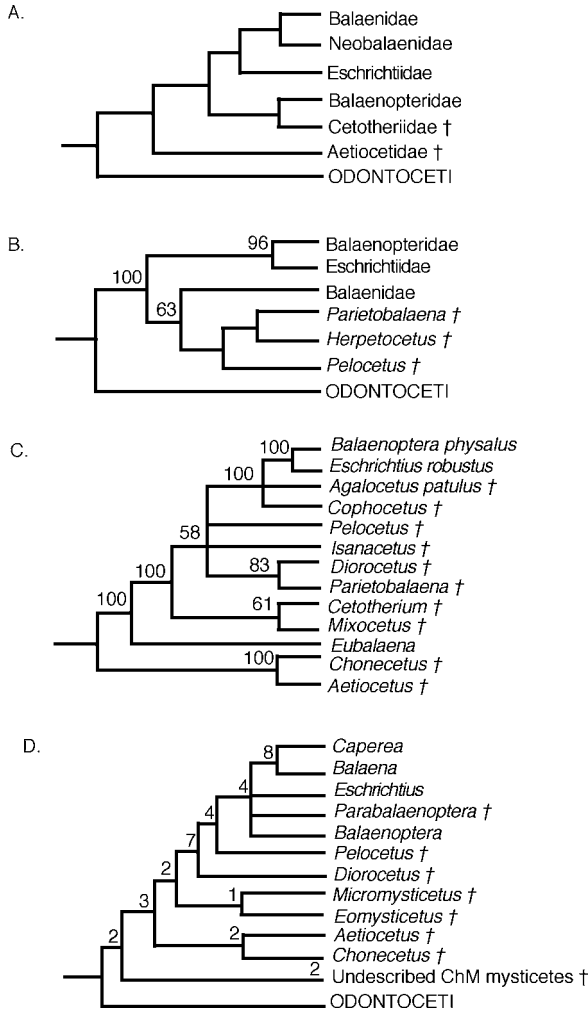 A.
Balaenidae
Neobalaenidae
Eschrichtiidae
Balaenopteridae
Cetotheriidae †
Aetiocetidae †
ODONTOCETI
B.
96
Balaenopteridae
Eschrichtiidae
100
Balaenidae
63
Parietobalaena †
Herpetocetus †
Pelocetus †
ODONTOCETI
C.
100
Balaenoptera physalus
Eschrichtius robustus
100
Agalocetus patulus †
Cophocetus †
Pelocetus †
58
Isanacetus †
83
Diorocetus †
100
Parietobalaena †
61
Cetotherium †
100
Mixocetus †
Eubalaena
100
Chonecetus †
Aetiocetus †
D.
8
Caperea
Balaena
4
Eschrichtius
4
Parabalaenoptera †
Balaenoptera
7
Pelocetus †
2
Diorocetus †
1
Micromysticetus †
3
Eomysticetus †
2
2
Aetiocetus †
Chonecetus †
2
Undescribed ChM mysticetes †
ODONTOCETI